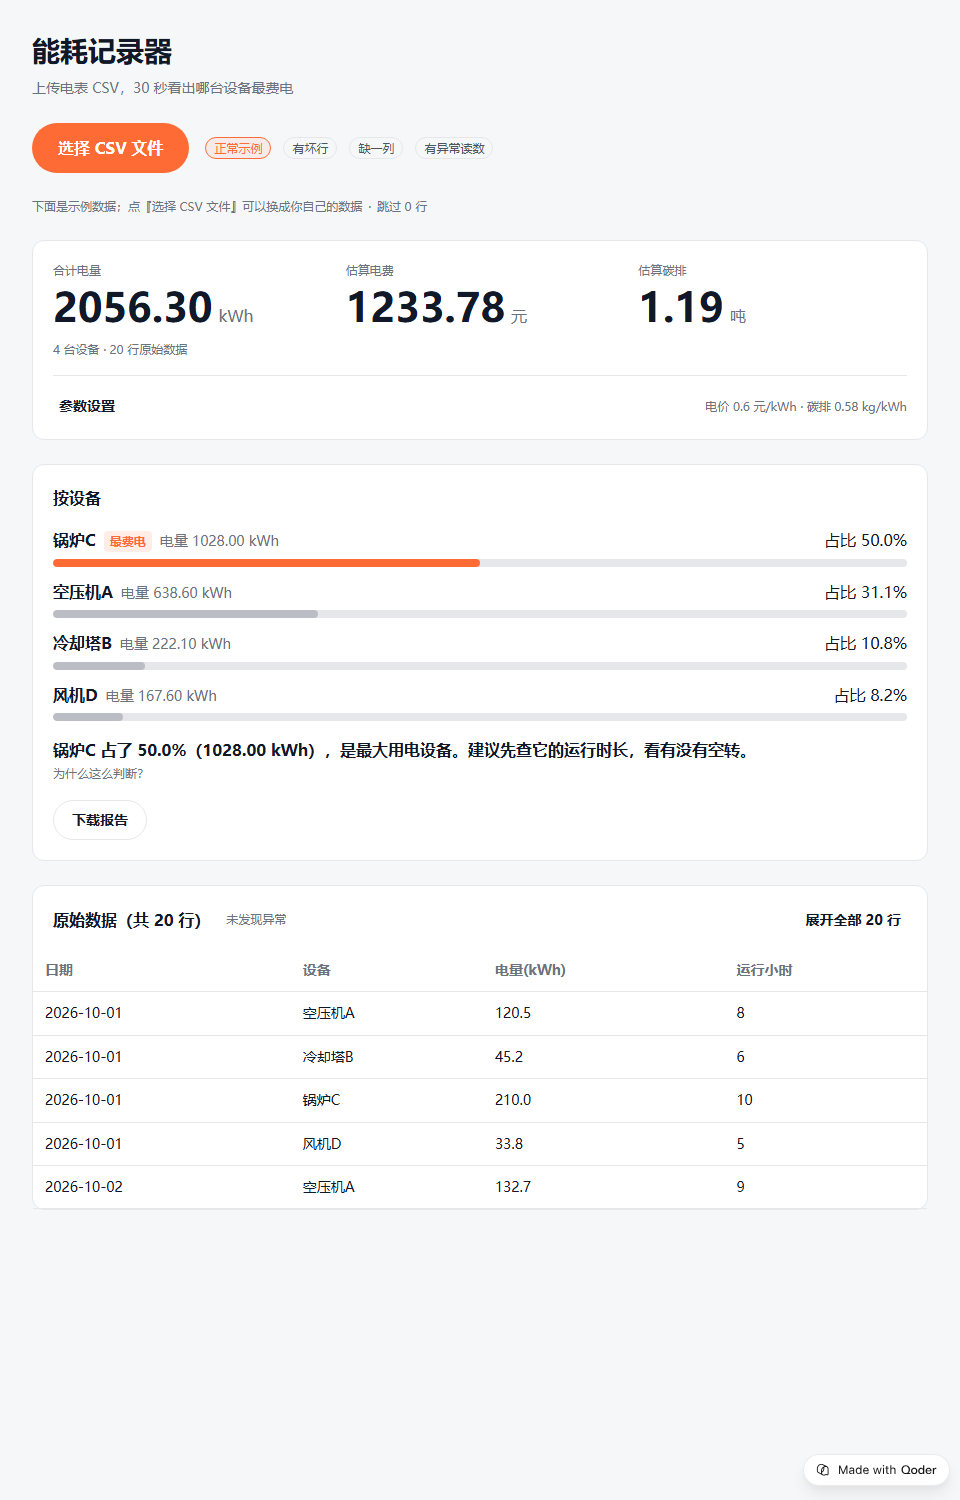 能耗记录器
上传电表 CSV，30 秒看出哪台设备最费电
选择 CSV 文件 正常示例 有坏行 缺一列 有异常读数
下面是示例数据；点『选择 CSV 文件』可以换成你自己的数据 · 跳过 0 行
合计电量 估算电费 估算碳排
2056.30 kWh 1233.78 元 1.19 吨
4 台设备 · 20 行原始数据
参数设置 电价 0.6 元/kWh · 碳排 0.58 kg/kWh
按设备
锅炉C 最费电 电量 1028.00 kWh 占比 50.0%
空压机A 电量 638.60 kWh 占比 31.1%
冷却塔B 电量 222.10 kWh 占比 10.8%
风机D 电量 167.60 kWh 占比 8.2%
锅炉C 占了 50.0%（1028.00 kWh），是最大用电设备。建议先查它的运行时长，看有没有空转。
为什么这么判断？
下载报告
原始数据（共 20 行） 未发现异常 展开全部 20 行
日期 设备 电量(kWh) 运行小时
2026-10-01 空压机A 120.5 8
2026-10-01 冷却塔B 45.2 6
2026-10-01 锅炉C 210.0 10
2026-10-01 风机D 33.8 5
2026-10-02 空压机A 132.7 9
Made with Qoder